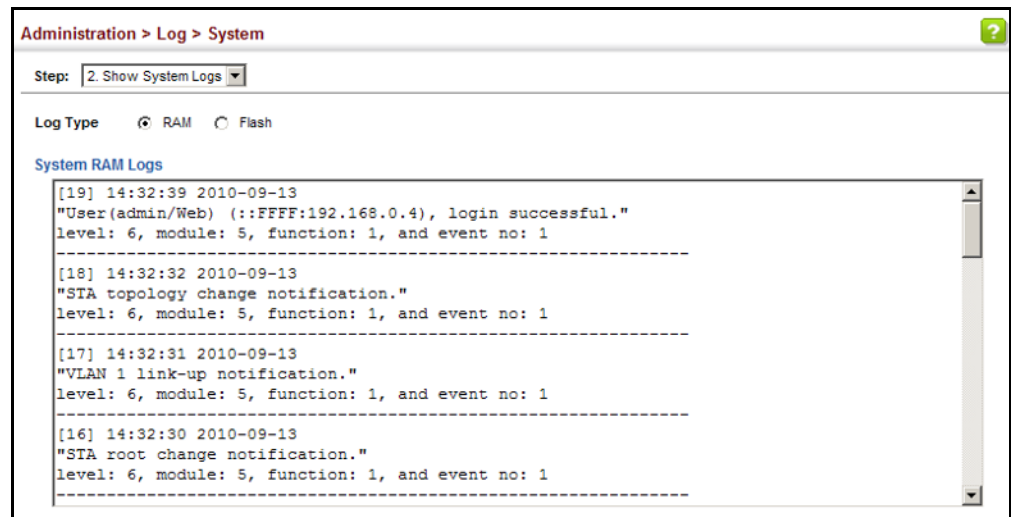 Administration > Log > System
?
Step: 2. Show System Logs
Log Type RAM Flash
System RAM Logs
[19] 14:32:39 2010-09-13
"User(admin/Web) (::FFFF:192.168.0.4), login successful."
level: 6, module: 5, function: 1, and event no: 1
----------------------------------------------------------------
[18] 14:32:32 2010-09-13
"STA topology change notification."
level: 6, module: 5, function: 1, and event no: 1
----------------------------------------------------------------
[17] 14:32:31 2010-09-13
"VLAN 1 link-up notification."
level: 6, module: 5, function: 1, and event no: 1
----------------------------------------------------------------
[16] 14:32:30 2010-09-13
"STA root change notification."
level: 6, module: 5, function: 1, and event no: 1
----------------------------------------------------------------